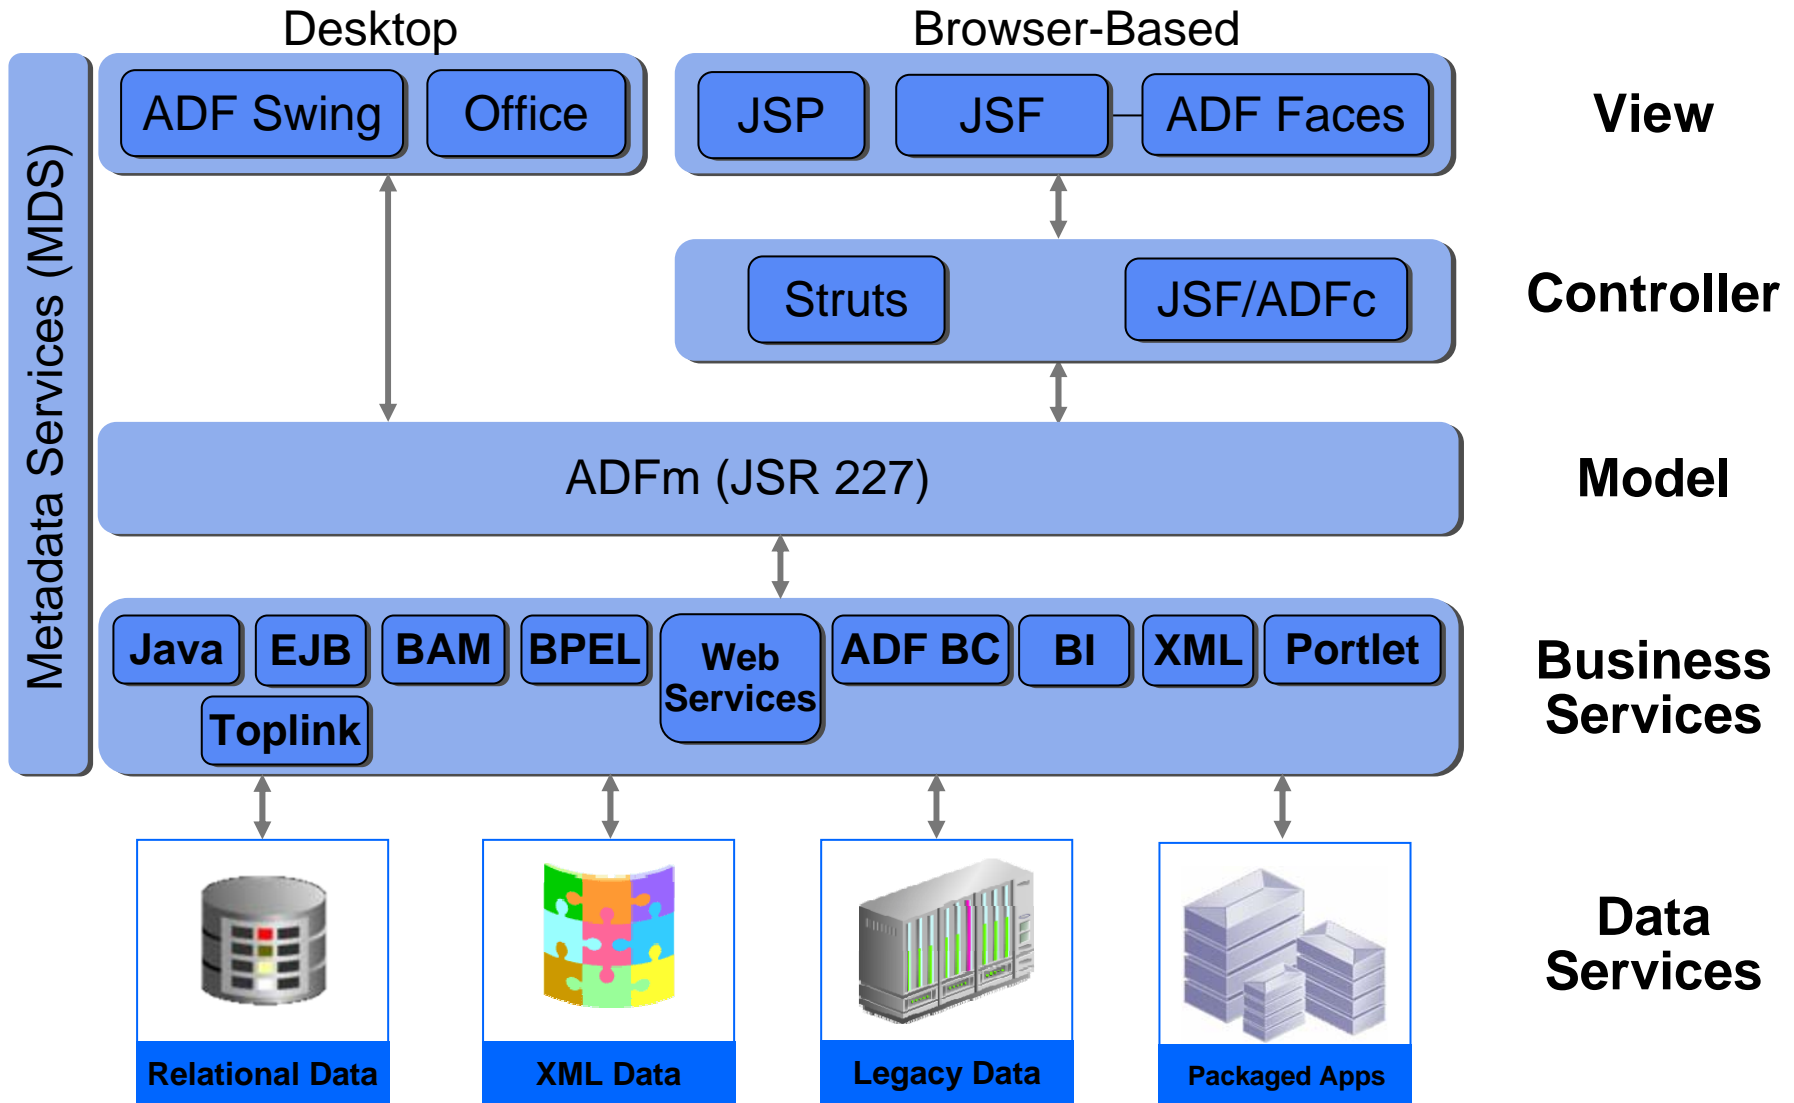 Desktop
Browser-Based
Metadata Services (MDS)
ADF Swing
Office
JSP
JSF
ADF Faces
View
Struts
JSF/ADFc
Controller
ADFm (JSR 227)
Model
Java
EJB
BAM
BPEL
Web
Services
ADF BC
BI
XML
Portlet
Toplink
Business
Services
Data
Services
Relational Data
XML Data
Legacy Data
Packaged Apps